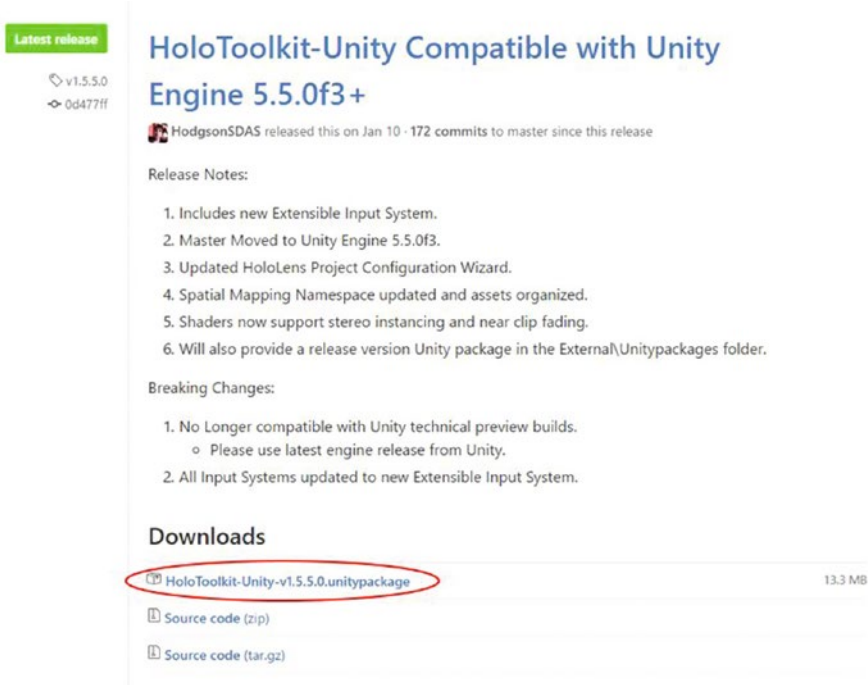 Latest release
v1.5.5.0
0d477ff
HoloToolkit-Unity Compatible with Unity
Engine 5.5.0f3+
HodgsonSDAS released this on Jan 10 · 172 commits to master since this release
Release Notes:
1. Includes new Extensible Input System.
2. Master Moved to Unity Engine 5.5.0f3.
3. Updated HoloLens Project Configuration Wizard.
4. Spatial Mapping Namespace updated and assets organized.
5. Shaders now support stereo instancing and near clip fading.
6. Will also provide a release version Unity package in the External\Unitypackages folder.
Breaking Changes:
1. No Longer compatible with Unity technical preview builds.
Please use latest engine release from Unity.
2. All Input Systems updated to new Extensible Input System.
Downloads
HoloToolkit-Unity-v1.5.5.0.unitypackage 13.3 MB
Source code (zip)
Source code (tar.gz)